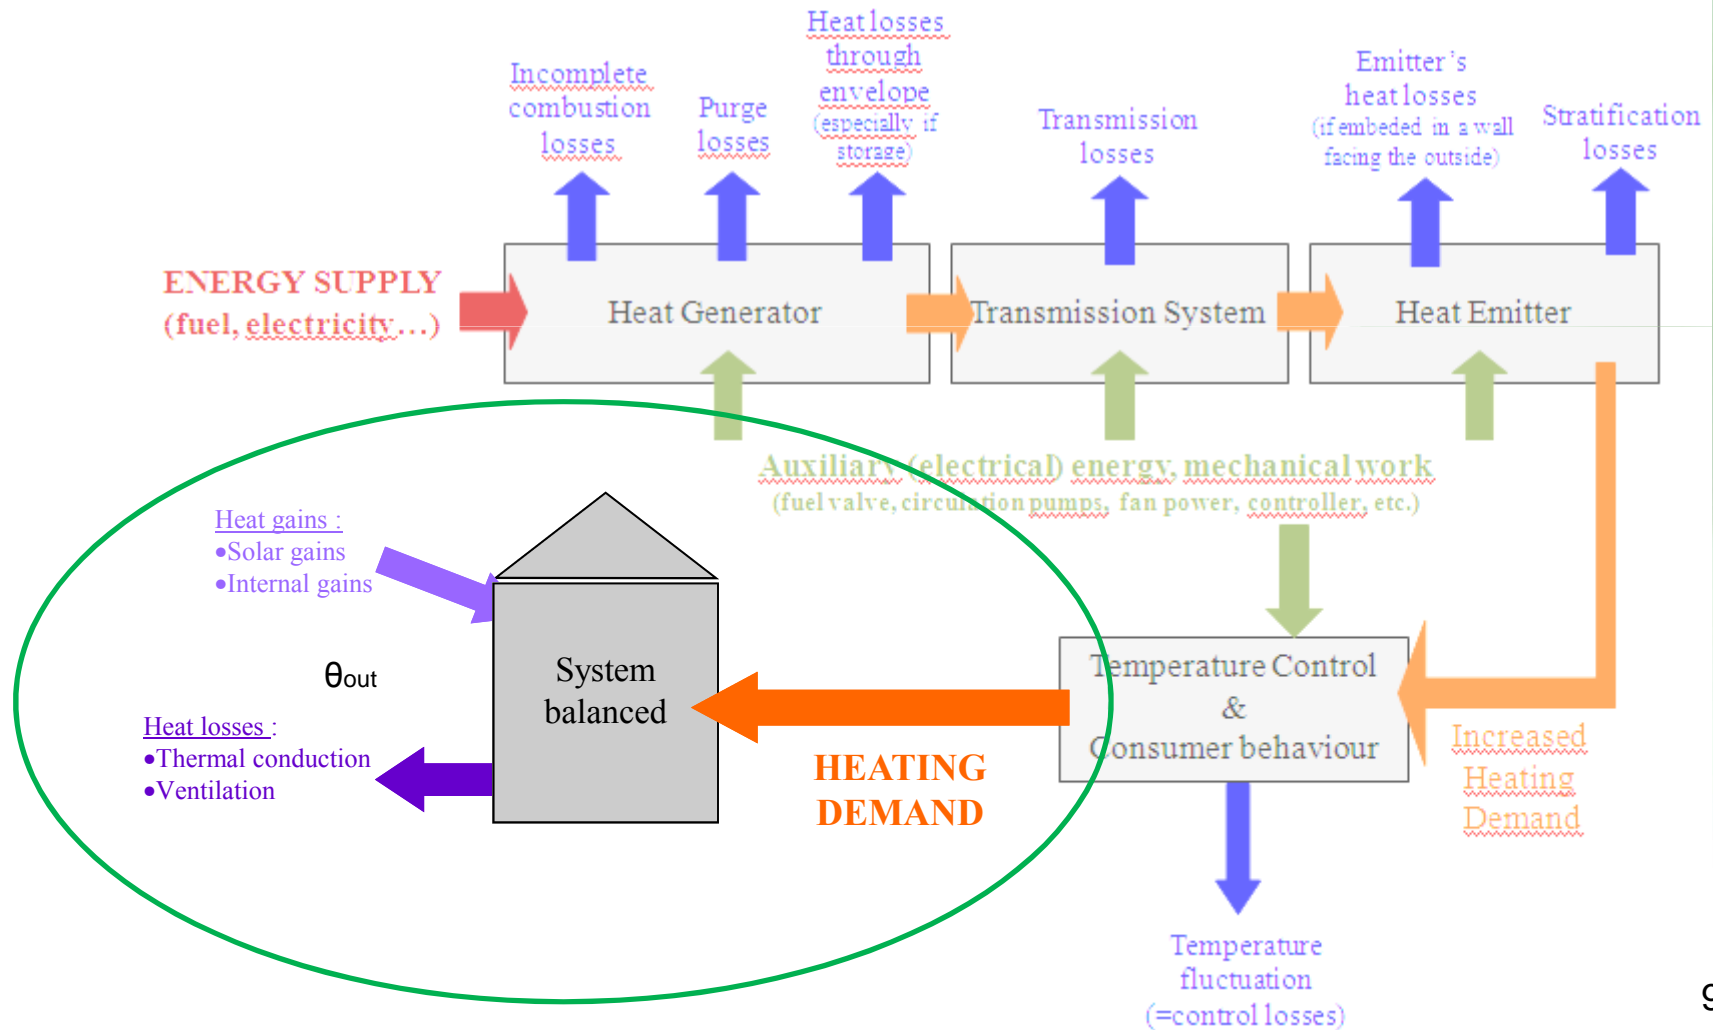 Incomplete
combustion
losses
Purge
losses
Heat losses
through
envelope
(especially if
storage)
Transmission
losses
Emitter's
heat losses
(if embeded in a wall
facing the outside)
Stratification
losses
ENERGY SUPPLY
(fuel, electricity…)
Heat Generator
Transmission System
Heat Emitter
Auxiliary (electrical) energy, mechanical work
(fuel valve, circulation pumps, fan power, controller, etc.)
Heat gains :
•Solar gains
•Internal gains
θout
Heat losses :
•Thermal conduction
•Ventilation
System
balanced
HEATING
DEMAND
Temperature Control
&
Consumer behaviour
Increased
Heating
Demand
Temperature
fluctuation
(=control losses)
9